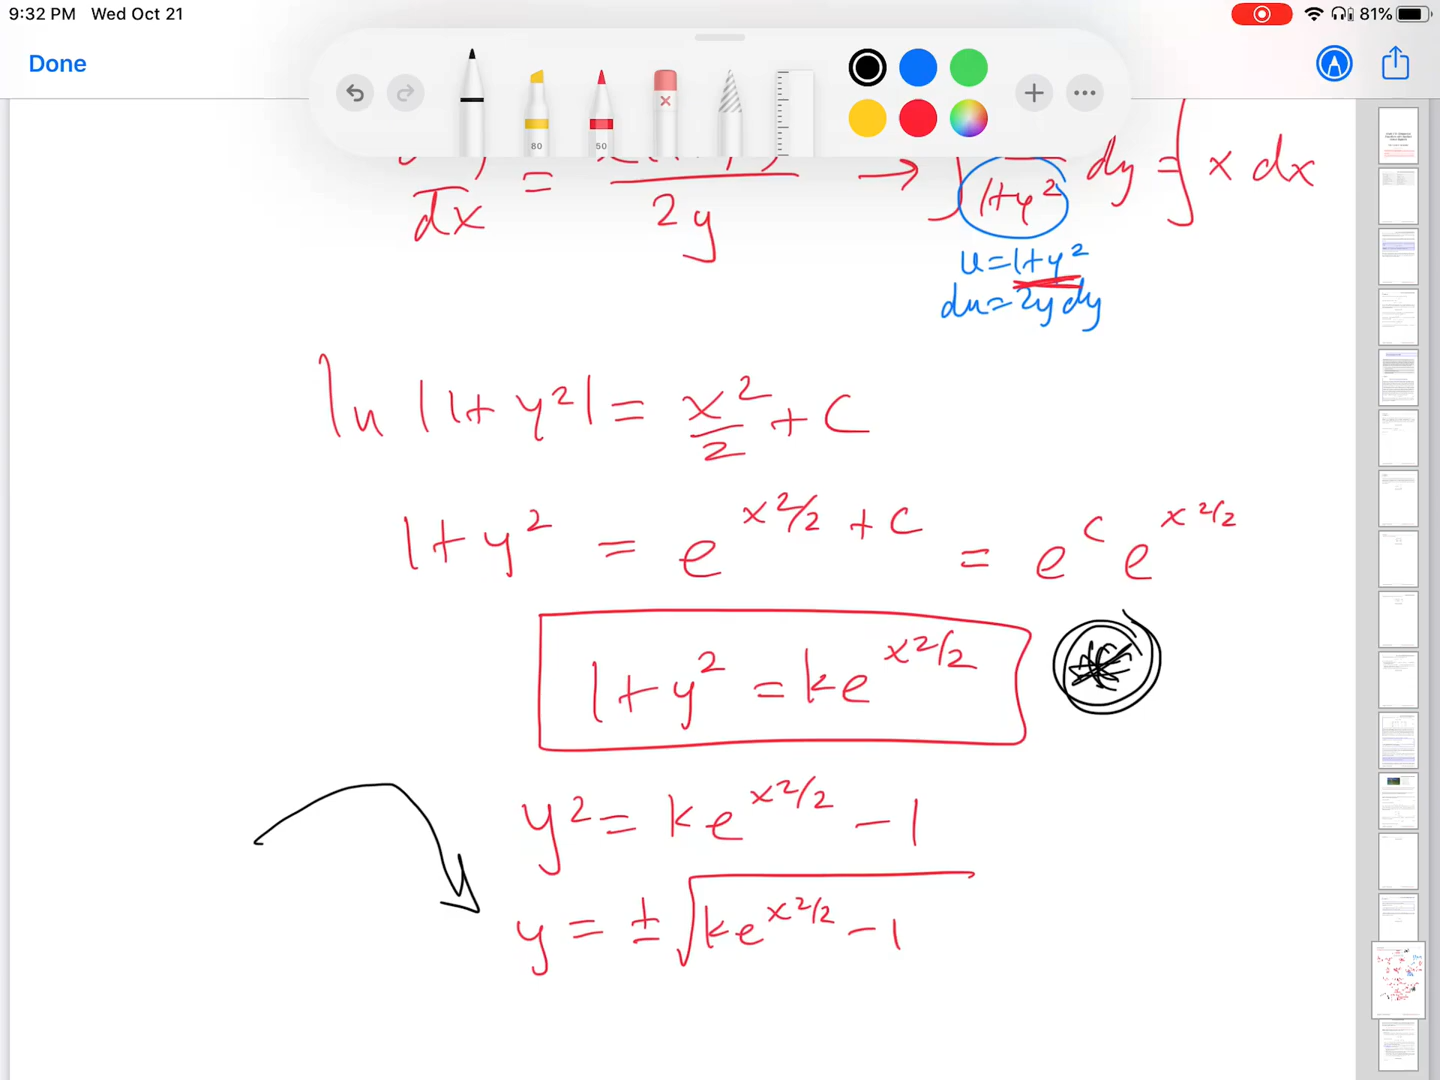 9:32 PM Wed Oct 21
81%
Done
80
50
dx = 2y → ∫ 1+y² dy = ∫ x dx
u = 1+y²
du = 2y dy
ln |1+y²| = x²/2 + C
1+y² = e^(x²/2 + C) = e^C e^(x²/2)
1+y² = ke^(x²/2)
y² = ke^(x²/2) − 1
y = ±√(ke^(x²/2) − 1)